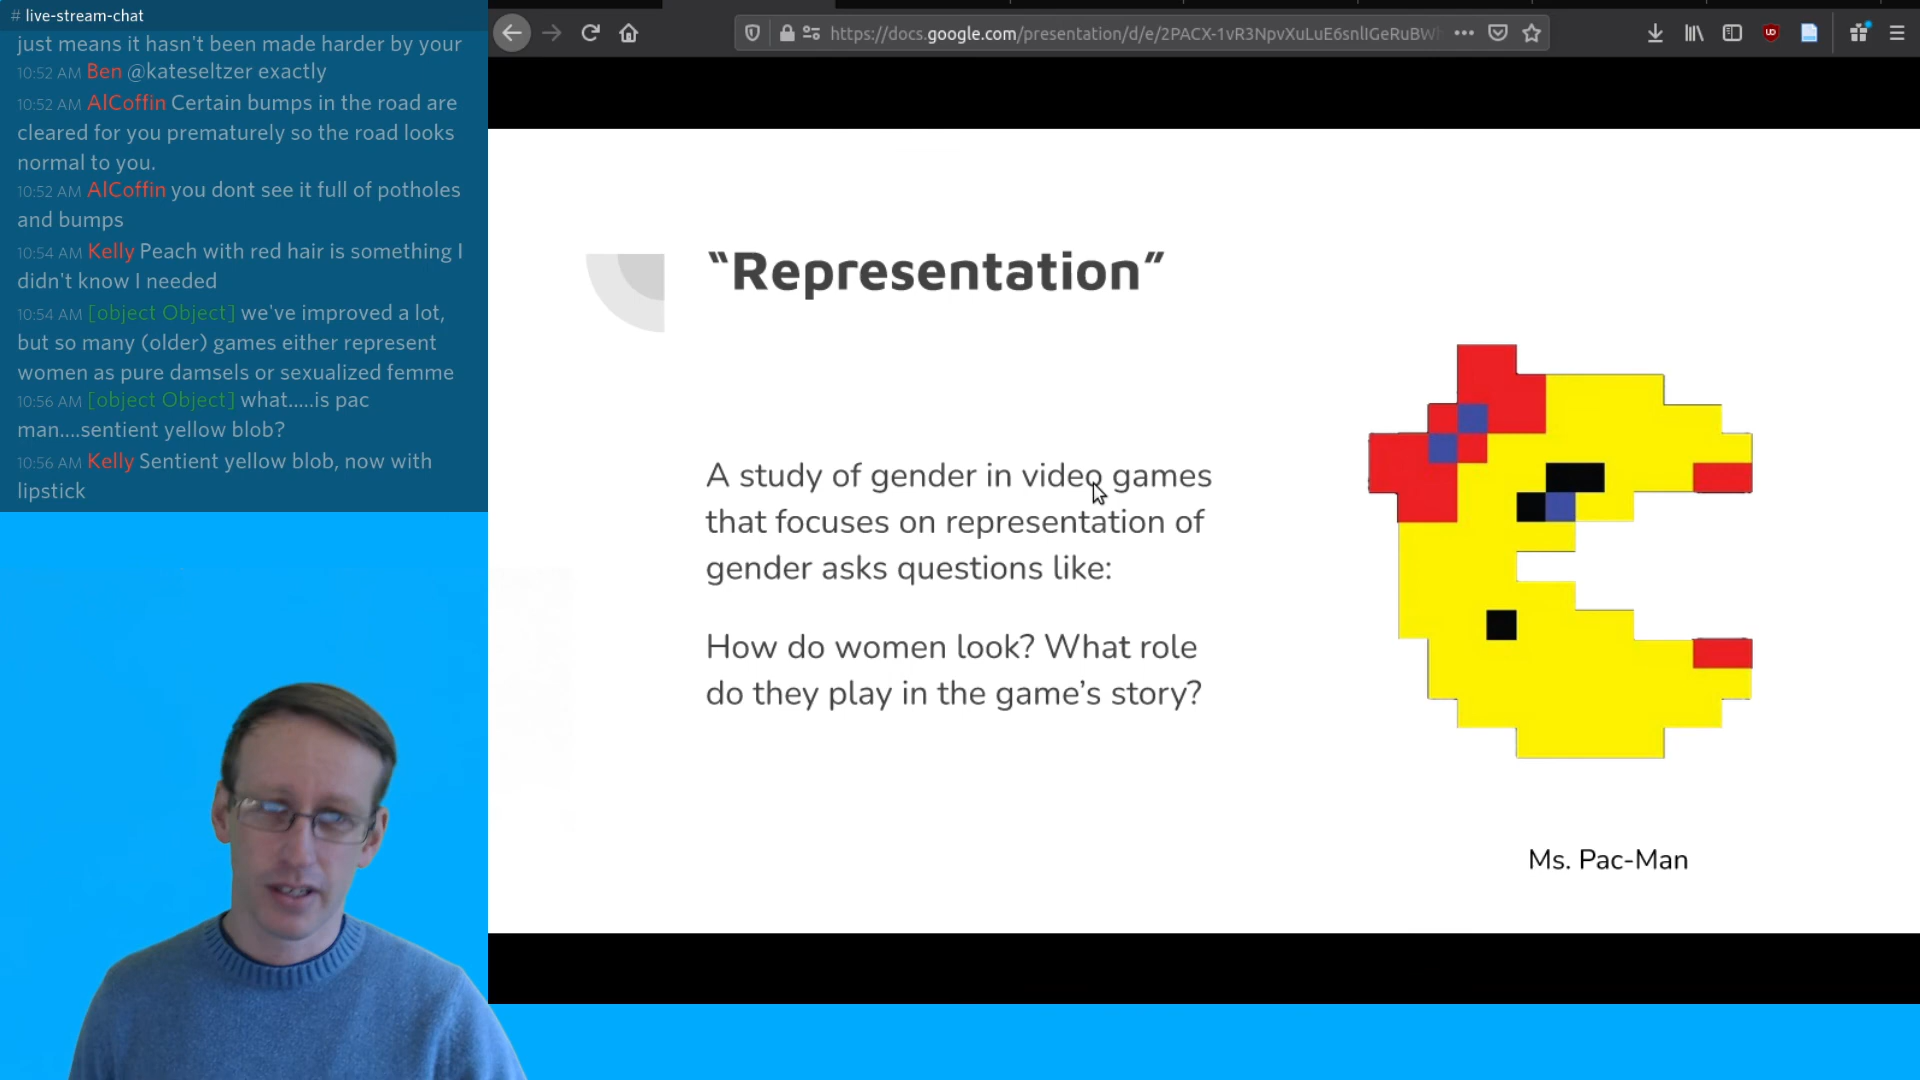 # live-stream-chat
just means it hasn't been made harder by your
10:52 AM Ben @kateseltzer exactly
10:52 AM AlCoffin Certain bumps in the road are
cleared for you prematurely so the road looks
normal to you.
10:52 AM AlCoffin you dont see it full of potholes
and bumps
10:54 AM Kelly Peach with red hair is something I
didn't know I needed
10:54 AM [object Object] we've improved a lot,
but so many (older) games either represent
women as pure damsels or sexualized femme
10:56 AM [object Object] what.....is pac
man....sentient yellow blob?
10:56 AM Kelly Sentient yellow blob, now with
lipstick
“Representation”
A study of gender in video games
that focuses on representation of
gender asks questions like:
How do women look? What role
do they play in the game’s story?
Ms. Pac-Man